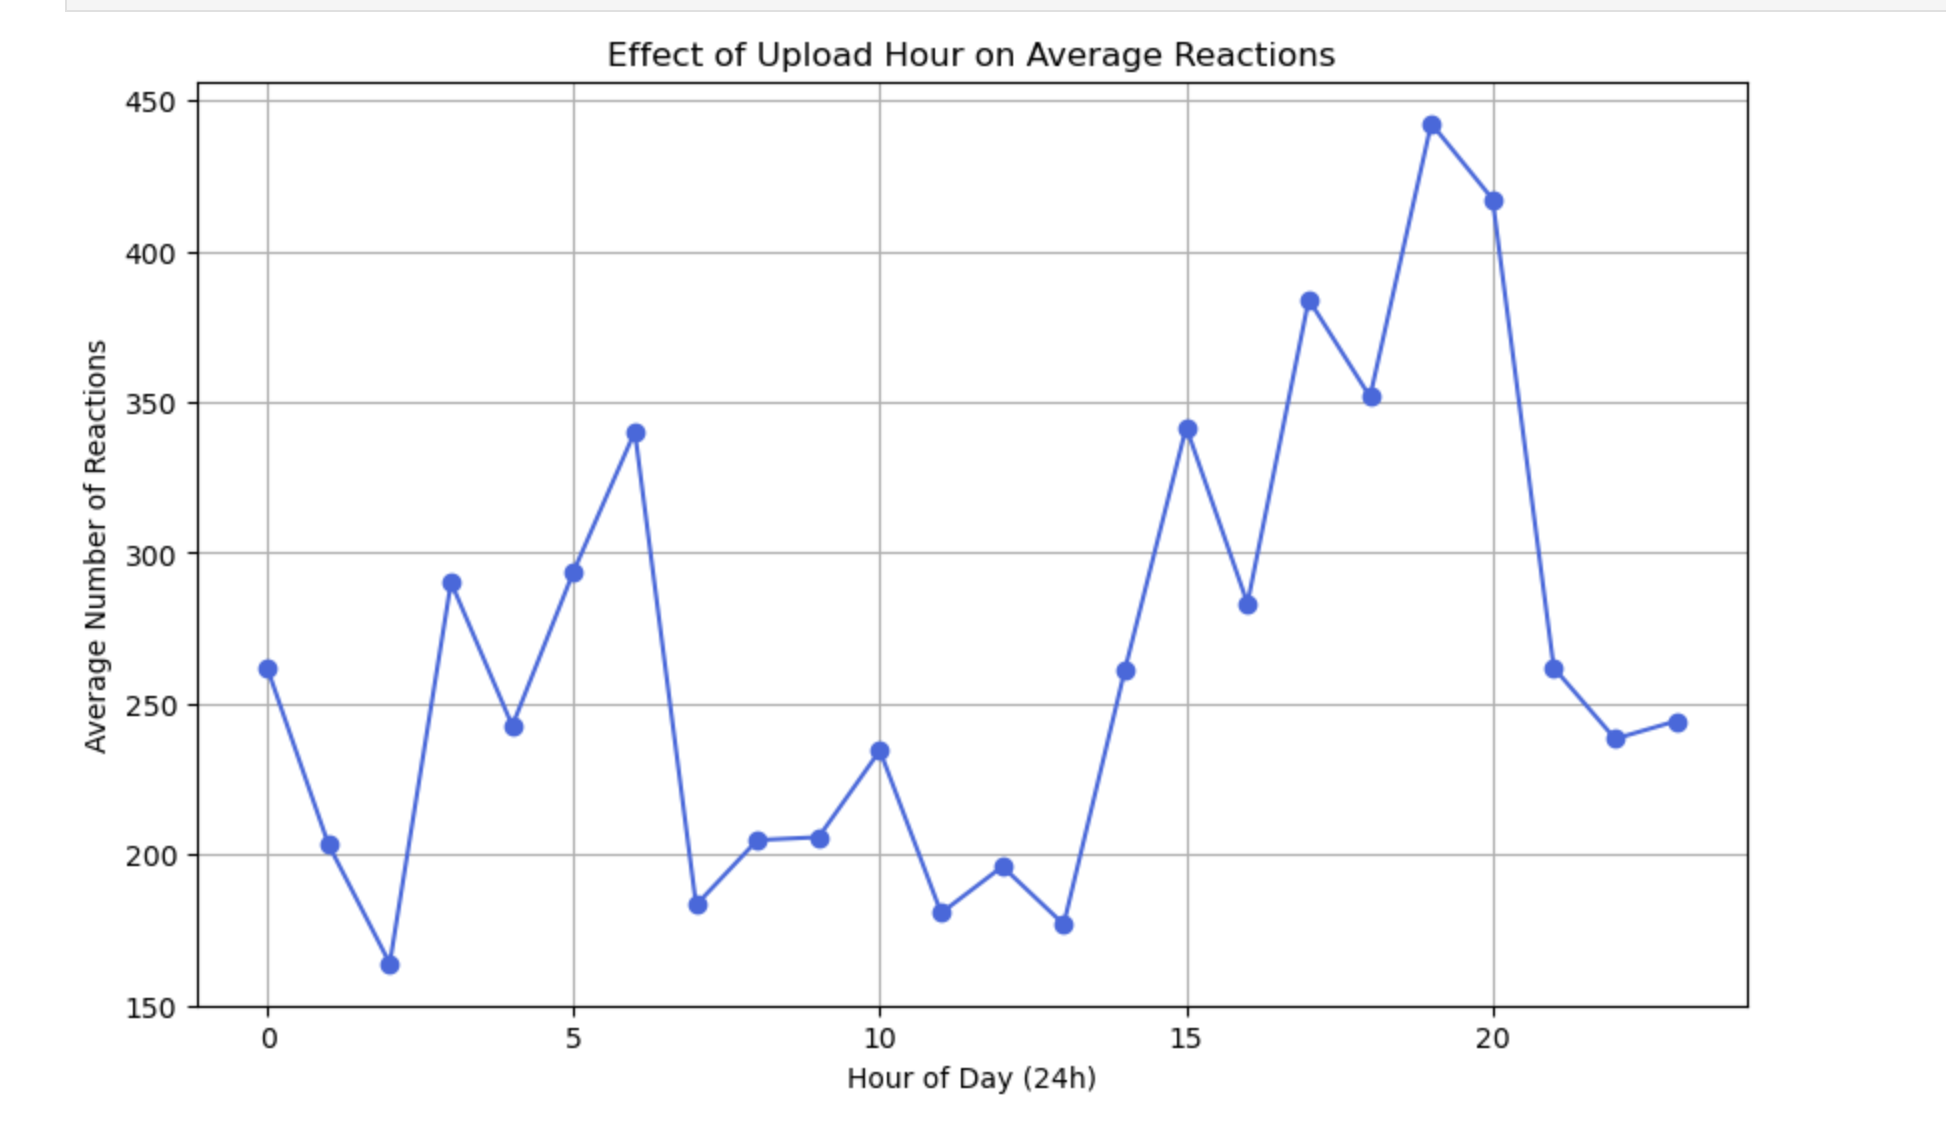 Effect of Upload Hour on Average Reactions
450
400
350
300
250
200
150
Average Number of Reactions
0 5 10 15 20
Hour of Day (24h)